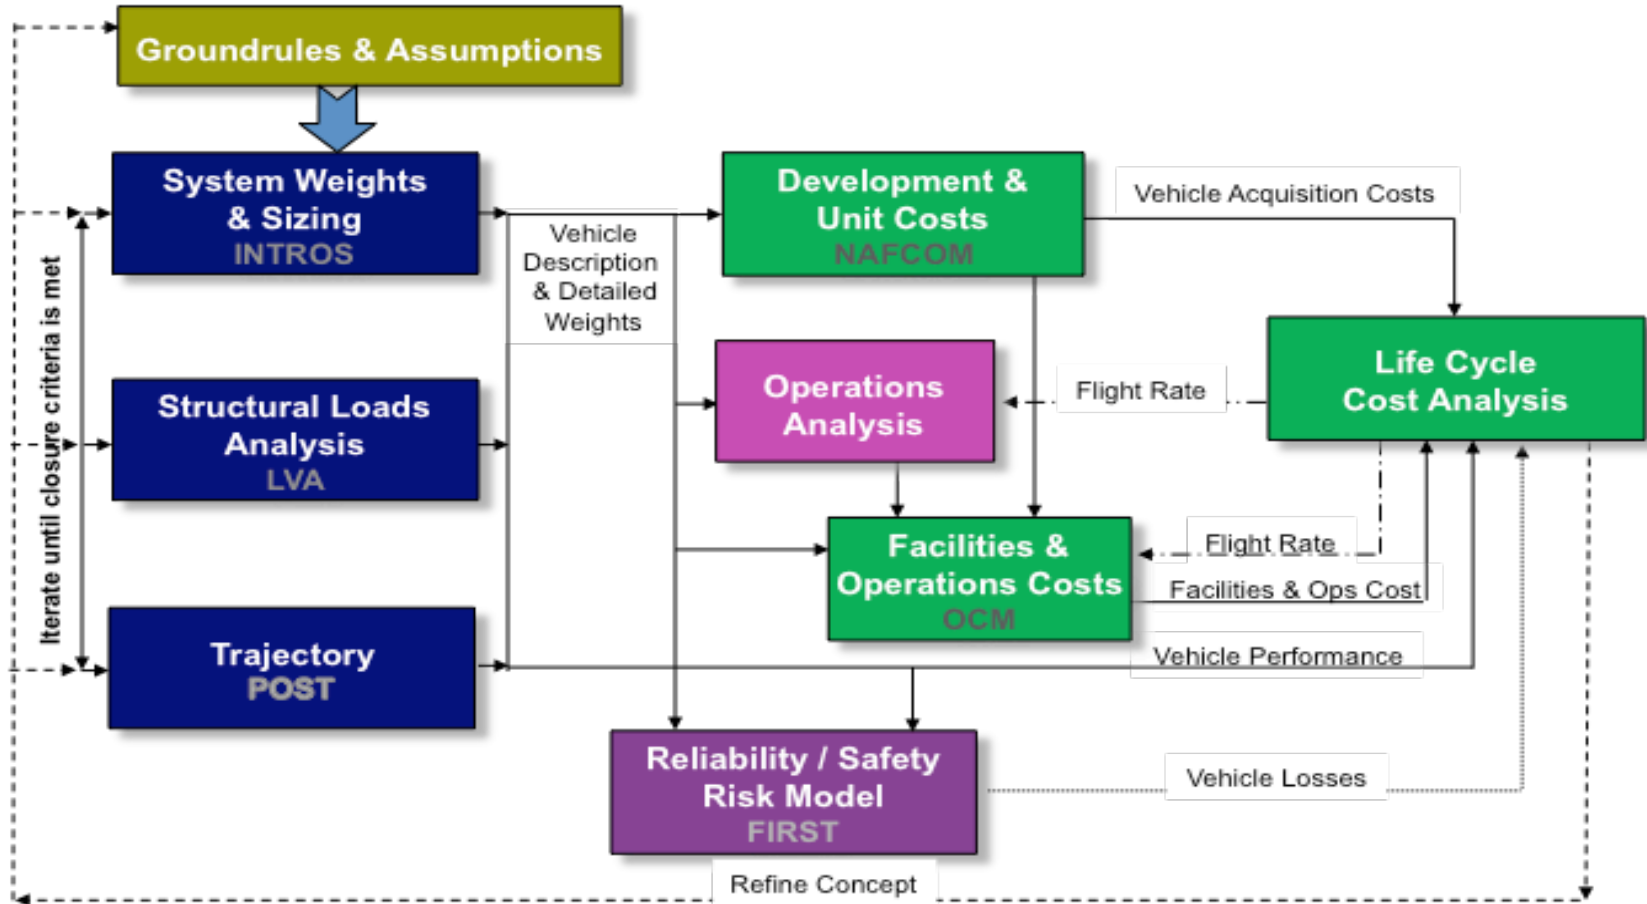 Groundrules & Assumptions
System Weights
& Sizing
INTROS
Development &
Unit Costs
NAFCOM
Vehicle Acquisition Costs
Vehicle
Description
& Detailed
Weights
Iterate until closure criteria is met
Structural Loads
Analysis
LVA
Operations
Analysis
Flight Rate
Life Cycle
Cost Analysis
Facilities &
Operations Costs
OCM
Flight Rate
Facilities & Ops Cost
Trajectory
POST
Vehicle Performance
Reliability / Safety
Risk Model
FIRST
Vehicle Losses
Refine Concept